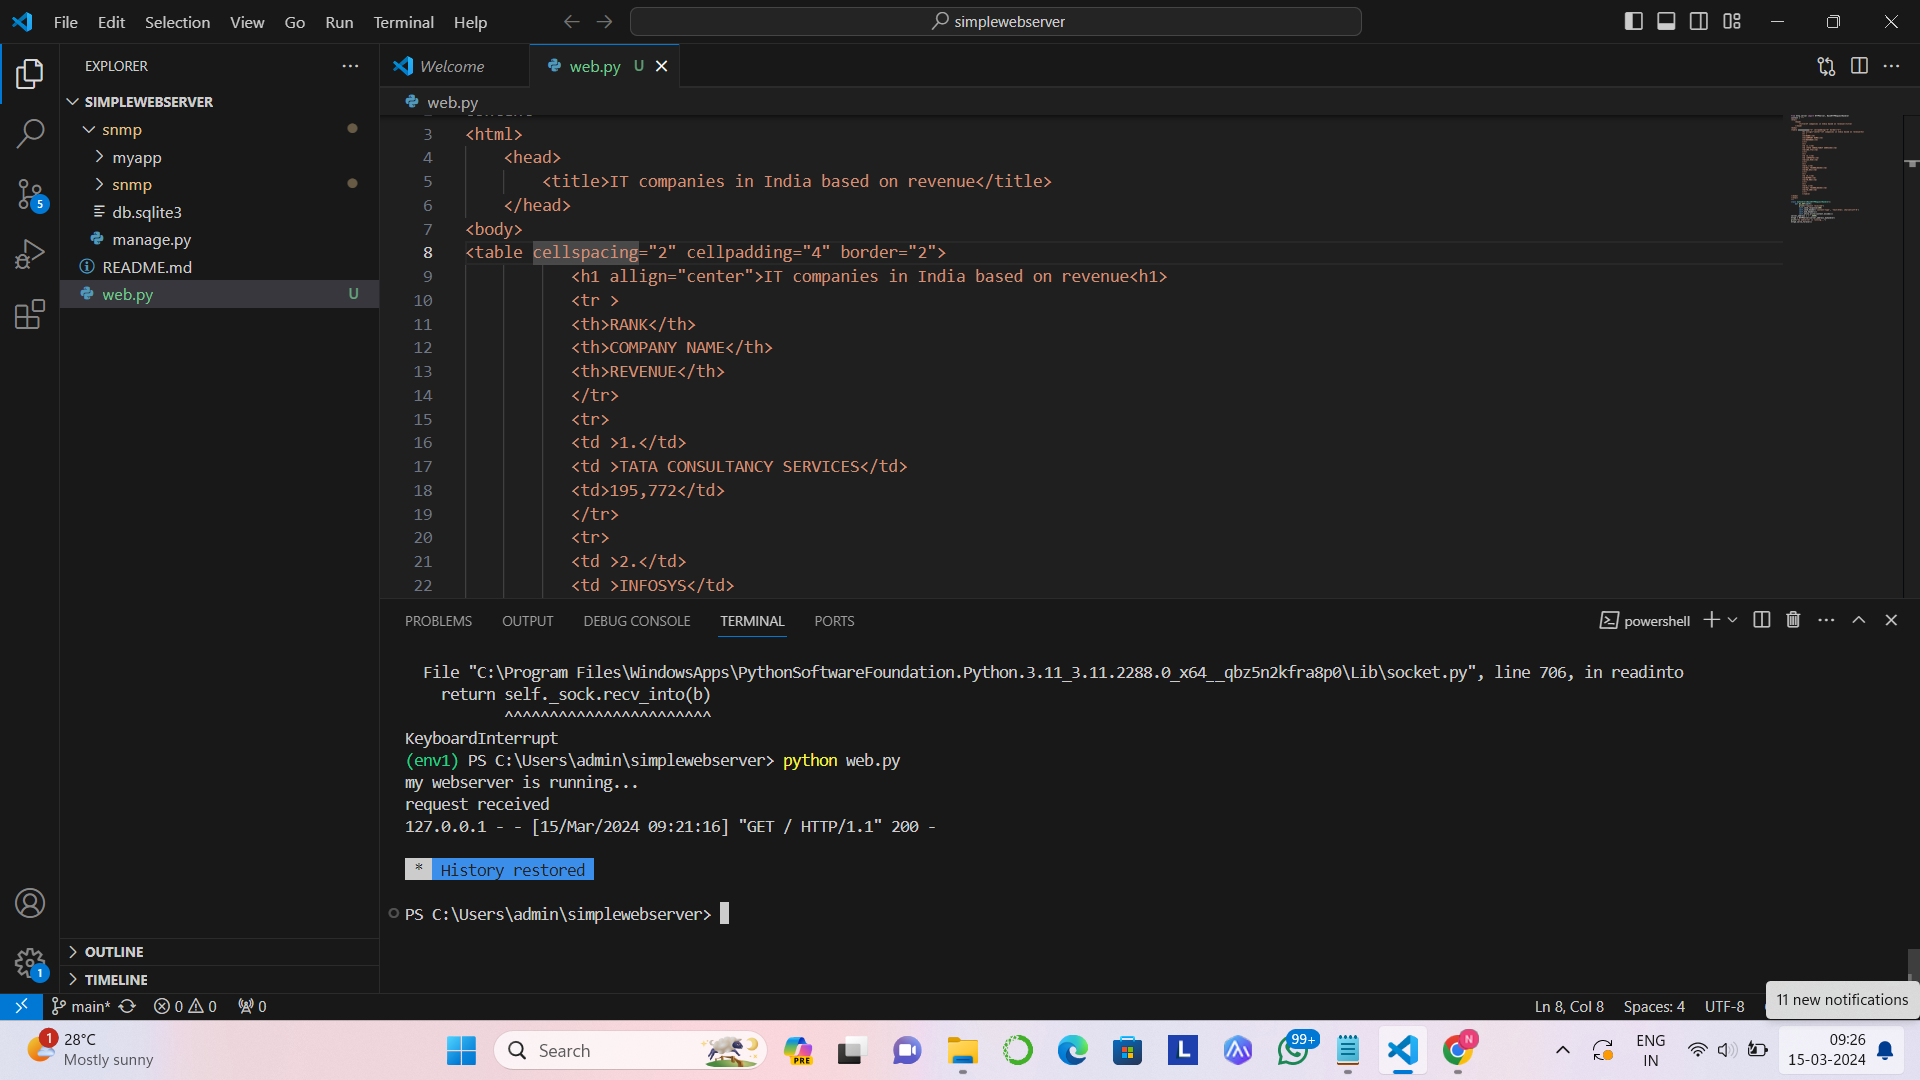 File Edit Selection View Go Run Terminal Help
simplewebserver
EXPLORER
SIMPLEWEBSERVER
snmp
myapp
snmp
db.sqlite3
manage.py
README.md
web.py U
OUTLINE
TIMELINE
5
1
Welcome
web.py U
web.py
3 <html>
4 <head>
5 <title>IT companies in India based on revenue</title>
6 </head>
7 <body>
8 <table cellspacing="2" cellpadding="4" border="2">
9 <h1 allign="center">IT companies in India based on revenue<h1>
10 <tr >
11 <th>RANK</th>
12 <th>COMPANY NAME</th>
13 <th>REVENUE</th>
14 </tr>
15 <tr>
16 <td >1.</td>
17 <td >TATA CONSULTANCY SERVICES</td>
18 <td>195,772</td>
19 </tr>
20 <tr>
21 <td >2.</td>
22 <td >INFOSYS</td>
PROBLEMS OUTPUT DEBUG CONSOLE TERMINAL PORTS
powershell
File "C:\Program Files\WindowsApps\PythonSoftwareFoundation.Python.3.11_3.11.2288.0_x64__qbz5n2kfra8p0\Lib\socket.py", line 706, in readinto
return self._sock.recv_into(b)
^^^^^^^^^^^^^^^^^^^^^^^
KeyboardInterrupt
(env1) PS C:\Users\admin\simplewebserver> python web.py
my webserver is running...
request received
127.0.0.1 - - [15/Mar/2024 09:21:16] "GET / HTTP/1.1" 200 -
* History restored
PS C:\Users\admin\simplewebserver>
main* 0 0 0
Ln 8, Col 8 Spaces: 4 UTF-8
11 new notifications
1
28°C
Mostly sunny
Search
PRE
L
99+
N
ENG
IN
09:26
15-03-2024